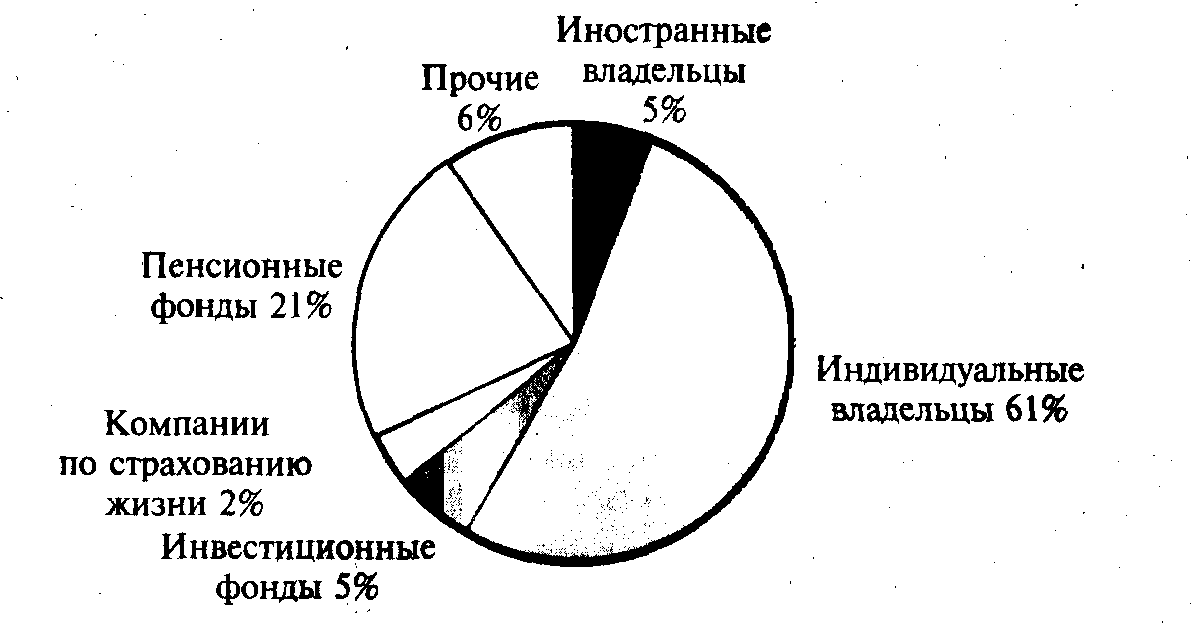 Иностранные
владельцы
5%
Прочие
6%
Пенсионные
фонды 21%
Индивидуальные
владельцы 61%
Компании
по страхованию
жизни 2%
Инвестиционные
фонды 5%